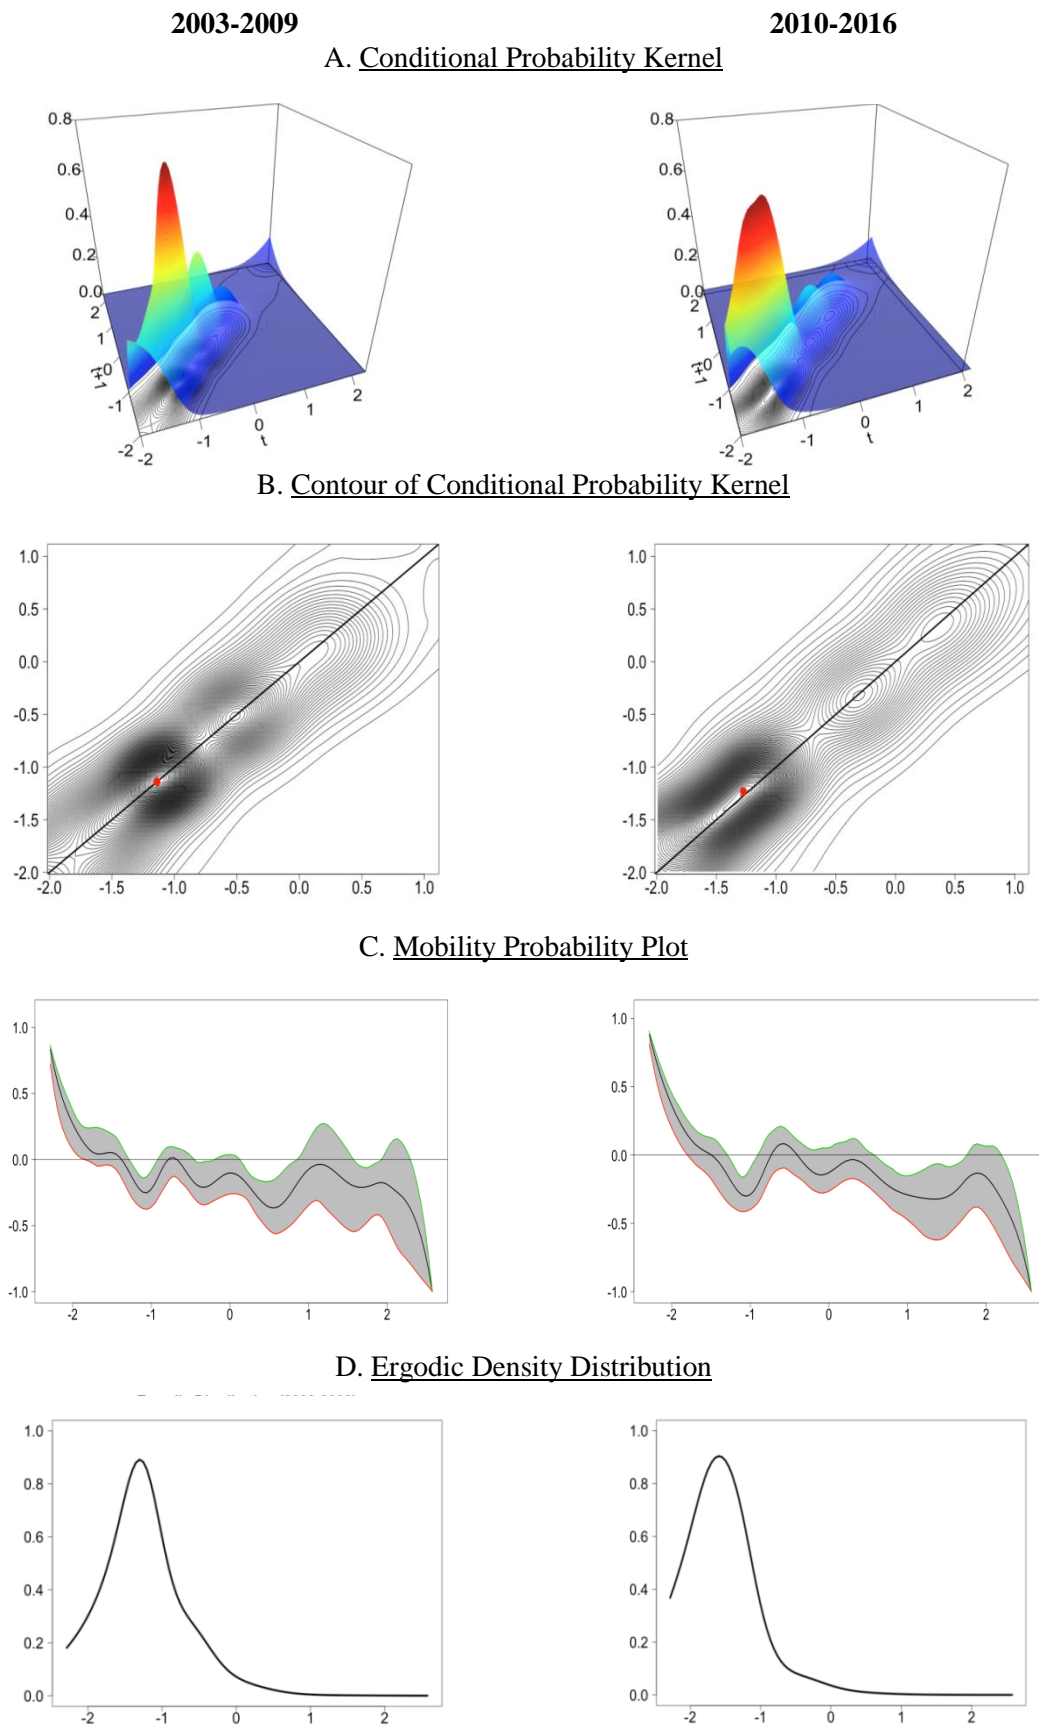 2003-2009 2010-2016
A. Conditional Probability Kernel
0.8 0.8
0.6 0.6
0.4 0.4
0.2 0.2
0.0 0.0
2 2
1 1
0 0
t+1 t+1
-1 -1
-2 -2
-2 -1 0 1 2 -2 -1 0 1 2
t t
B. Contour of Conditional Probability Kernel
1.0 1.0
0.5 0.5
0.0 0.0
-0.5 -0.5
-1.0 -1.0
-1.5 -1.5
-2.0 -2.0
-2.0 -1.5 -1.0 -0.5 0.0 0.5 1.0 -2.0 -1.5 -1.0 -0.5 0.0 0.5 1.0
C. Mobility Probability Plot
1.0 1.0
0.5 0.5
0.0 0.0
-0.5 -0.5
-1.0 -1.0
-2 -1 0 1 2 -2 -1 0 1 2
D. Ergodic Density Distribution
1.0 1.0
0.8 0.8
0.6 0.6
0.4 0.4
0.2 0.2
0.0 0.0
-2 -1 0 1 2 -2 -1 0 1 2